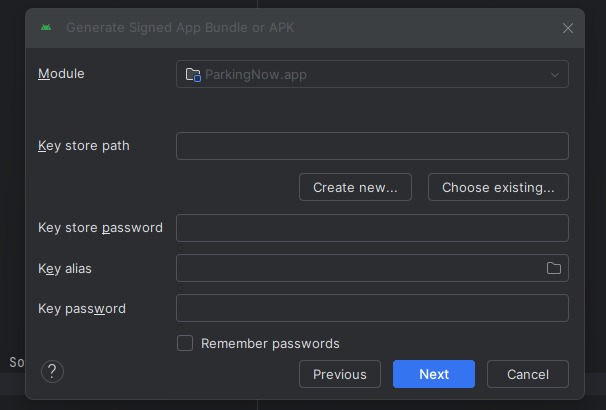 Generate Signed App Bundle or APK
Module
ParkingNow.app
Key store path
Create new... Choose existing...
Key store password
Key alias
Key password
Remember passwords
So
? Previous Next Cancel